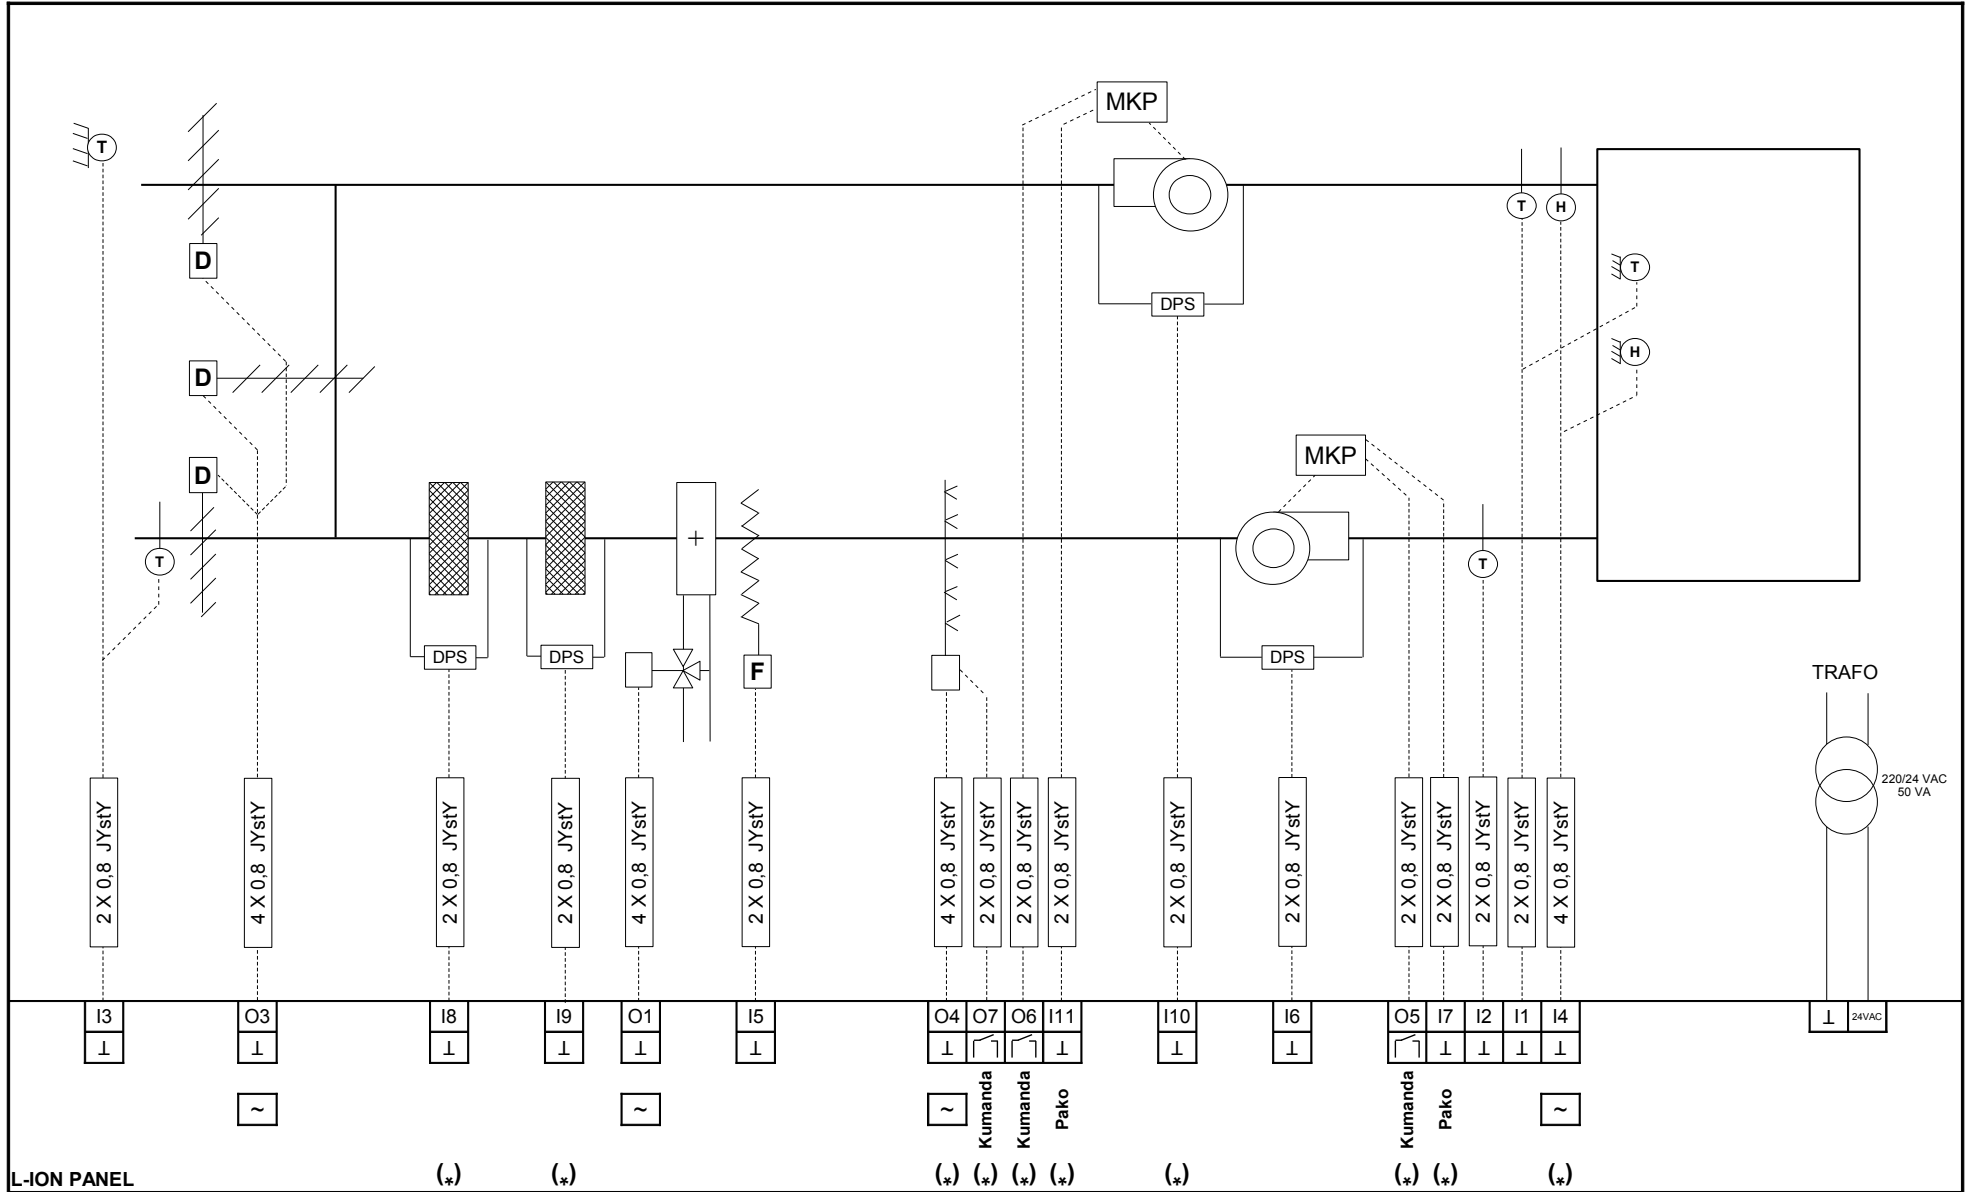 MKP
T
T
H
D
T
DPS
H
D
MKP
D
T
T
DPS
DPS
F
DPS
TRAFO
220/24 VAC
50 VA
2 X 0,8 JYstY
4 X 0,8 JYstY
2 X 0,8 JYstY
2 X 0,8 JYstY
4 X 0,8 JYstY
2 X 0,8 JYstY
4 X 0,8 JYstY
2 X 0,8 JYstY
2 X 0,8 JYstY
2 X 0,8 JYstY
2 X 0,8 JYstY
2 X 0,8 JYstY
2 X 0,8 JYstY
2 X 0,8 JYstY
2 X 0,8 JYstY
2 X 0,8 JYstY
4 X 0,8 JYstY
I3 O3 I8 I9 O1 I5 O4 O7 O6 I11 I10 I6 O5 I7 I2 I1 I4 ⊥ 24VAC
⊥ ⊥ ⊥ ⊥ ⊥ ⊥ ⊥ ⊥ ⊥ ⊥ ⊥ ⊥ ⊥ ⊥
~ ~ ~ ~
Kumanda
Kumanda
Pako
Kumanda
Pako
L-ION PANEL (*) (*) (*) (*) (*) (*) (*) (*) (*) (*)